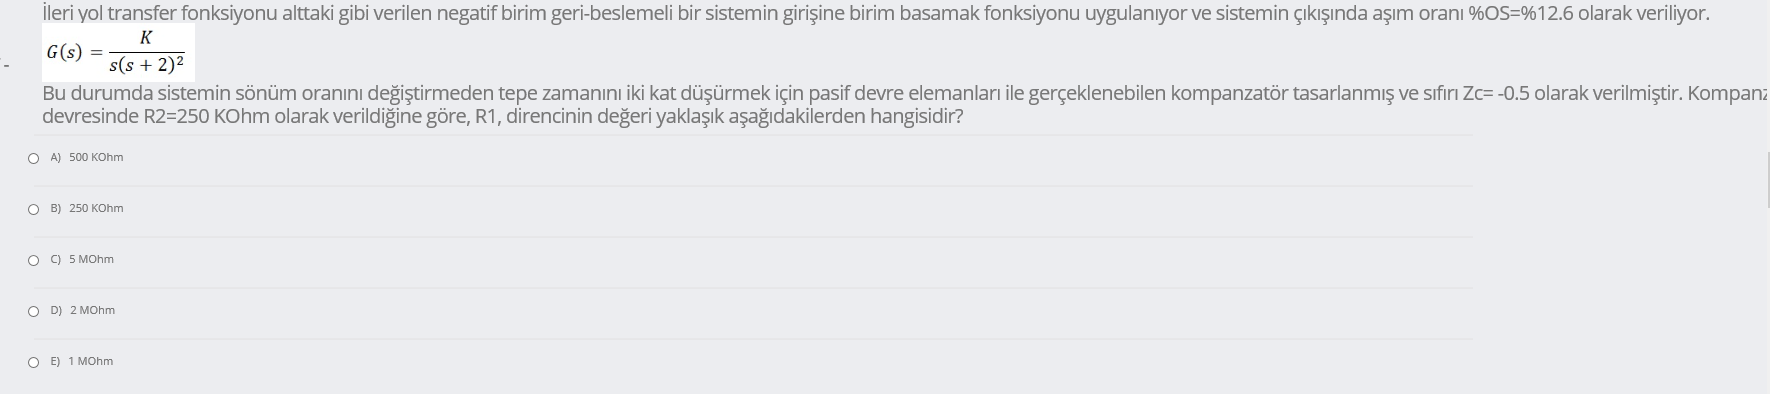 İleri yol transfer fonksiyonu alttaki gibi verilen negatif birim geri-beslemeli bir sistemin girişine birim basamak fonksiyonu uygulanıyor ve sistemin çıkışında aşım oranı %OS=%12.6 olarak veriliyor.
G(s) = K / s(s + 2)²
Bu durumda sistemin sönüm oranını değiştirmeden tepe zamanını iki kat düşürmek için pasif devre elemanları ile gerçeklenebilen kompanzatör tasarlanmış ve sıfırı Zc= -0.5 olarak verilmiştir.
devresinde R2=250 KOhm olarak verildiğine göre, R1, direncinin değeri yaklaşık aşağıdakilerden hangisidir?
A) 500 KOhm
B) 250 KOhm
C) 5 MOhm
D) 2 MOhm
E) 1 MOhm